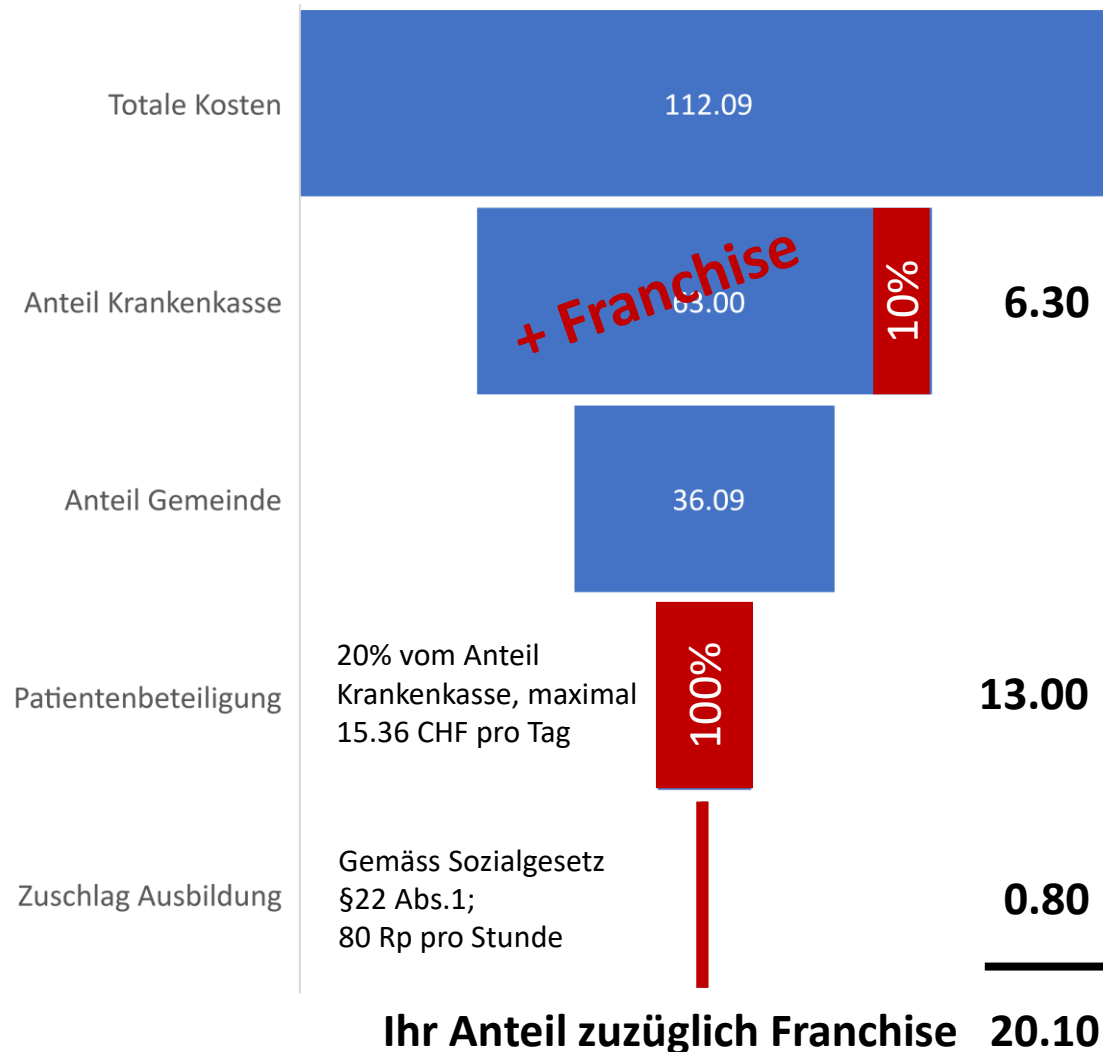 Totale Kosten
112.09
Anteil Krankenkasse
+ Franchise
63.00
10%
6.30
Anteil Gemeinde
36.09
Patientenbeteiligung
20% vom Anteil
Krankenkasse, maximal
15.36 CHF pro Tag
100%
13.00
Zuschlag Ausbildung
Gemäss Sozialgesetz
§22 Abs.1;
80 Rp pro Stunde
0.80
Ihr Anteil zuzüglich Franchise 20.10